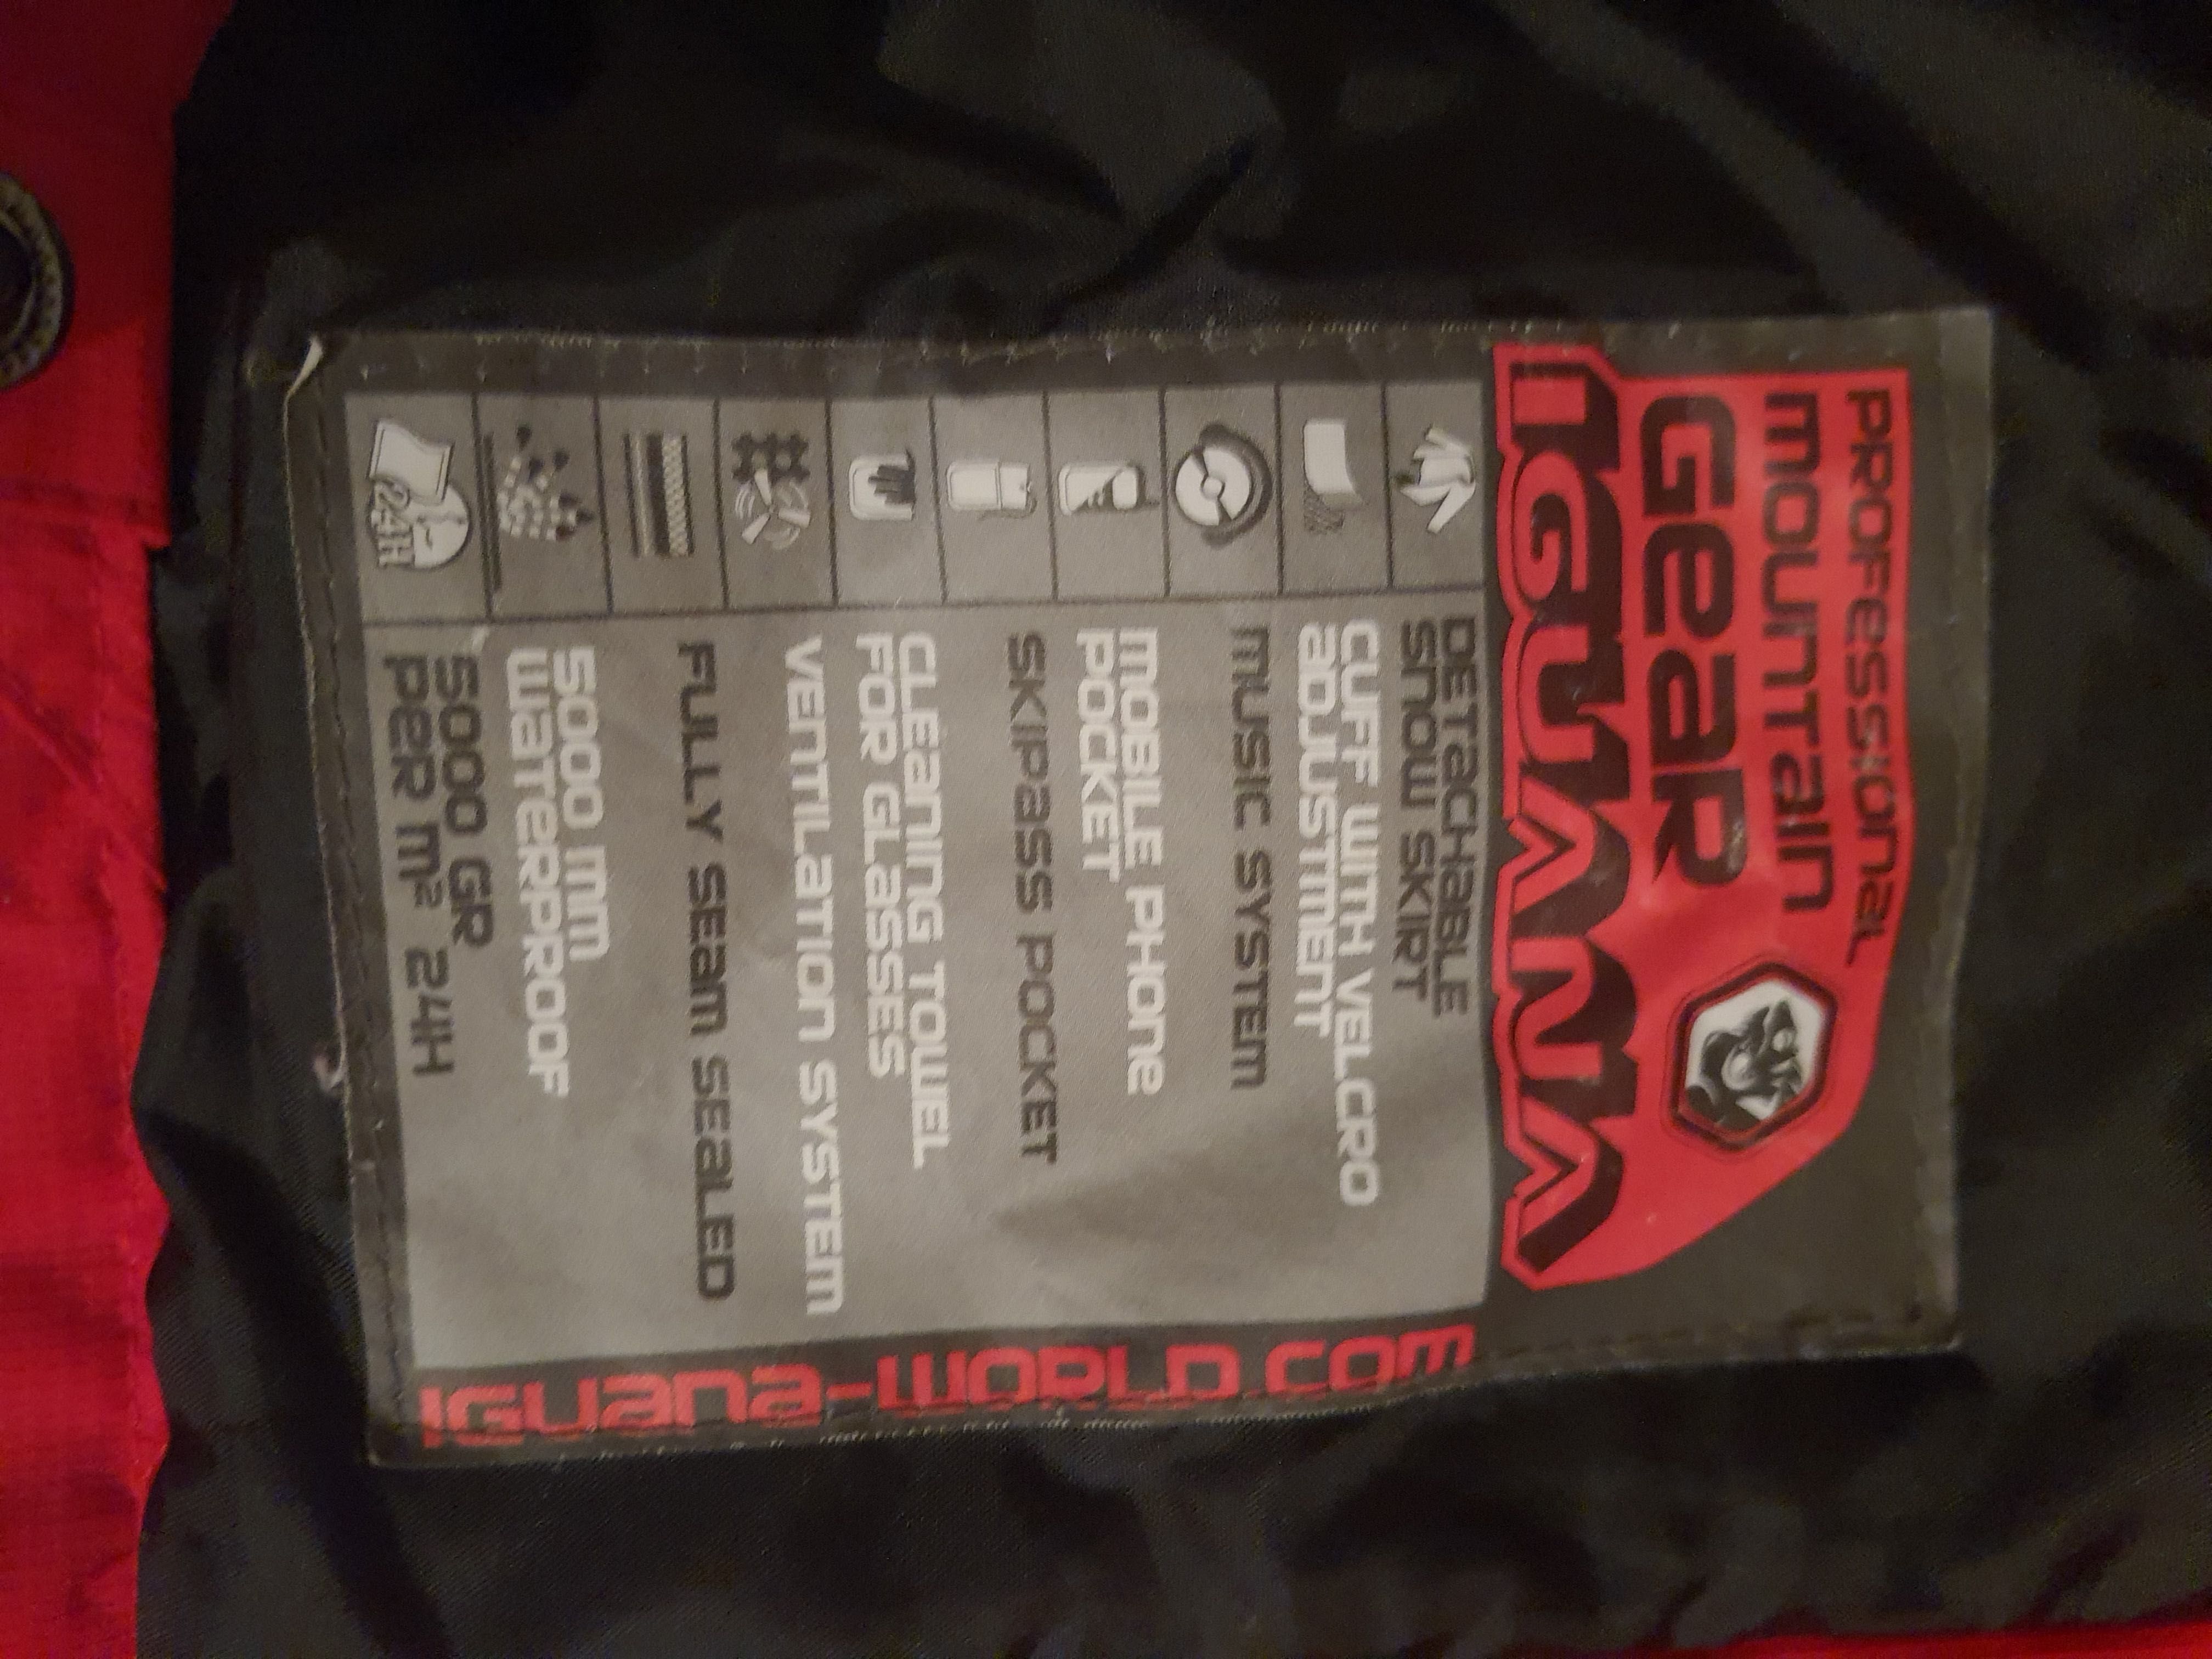 PROFESSIONAL
MOUNTAIN
GEAR
IGUANA
DETACHABLE
SNOW SKIRT
CUFF WITH VELCRO
ADJUSTMENT
MUSIC SYSTEM
MOBILE PHONE
POCKET
SKIPASS POCKET
CLEANING TOWEL
FOR GLASSES
VENTILATION SYSTEM
FULLY SEAM SEALED
5000 MM
WATERPROOF
24H
5000 GR
PER M² 24H
IGUANA-WORLD.COM